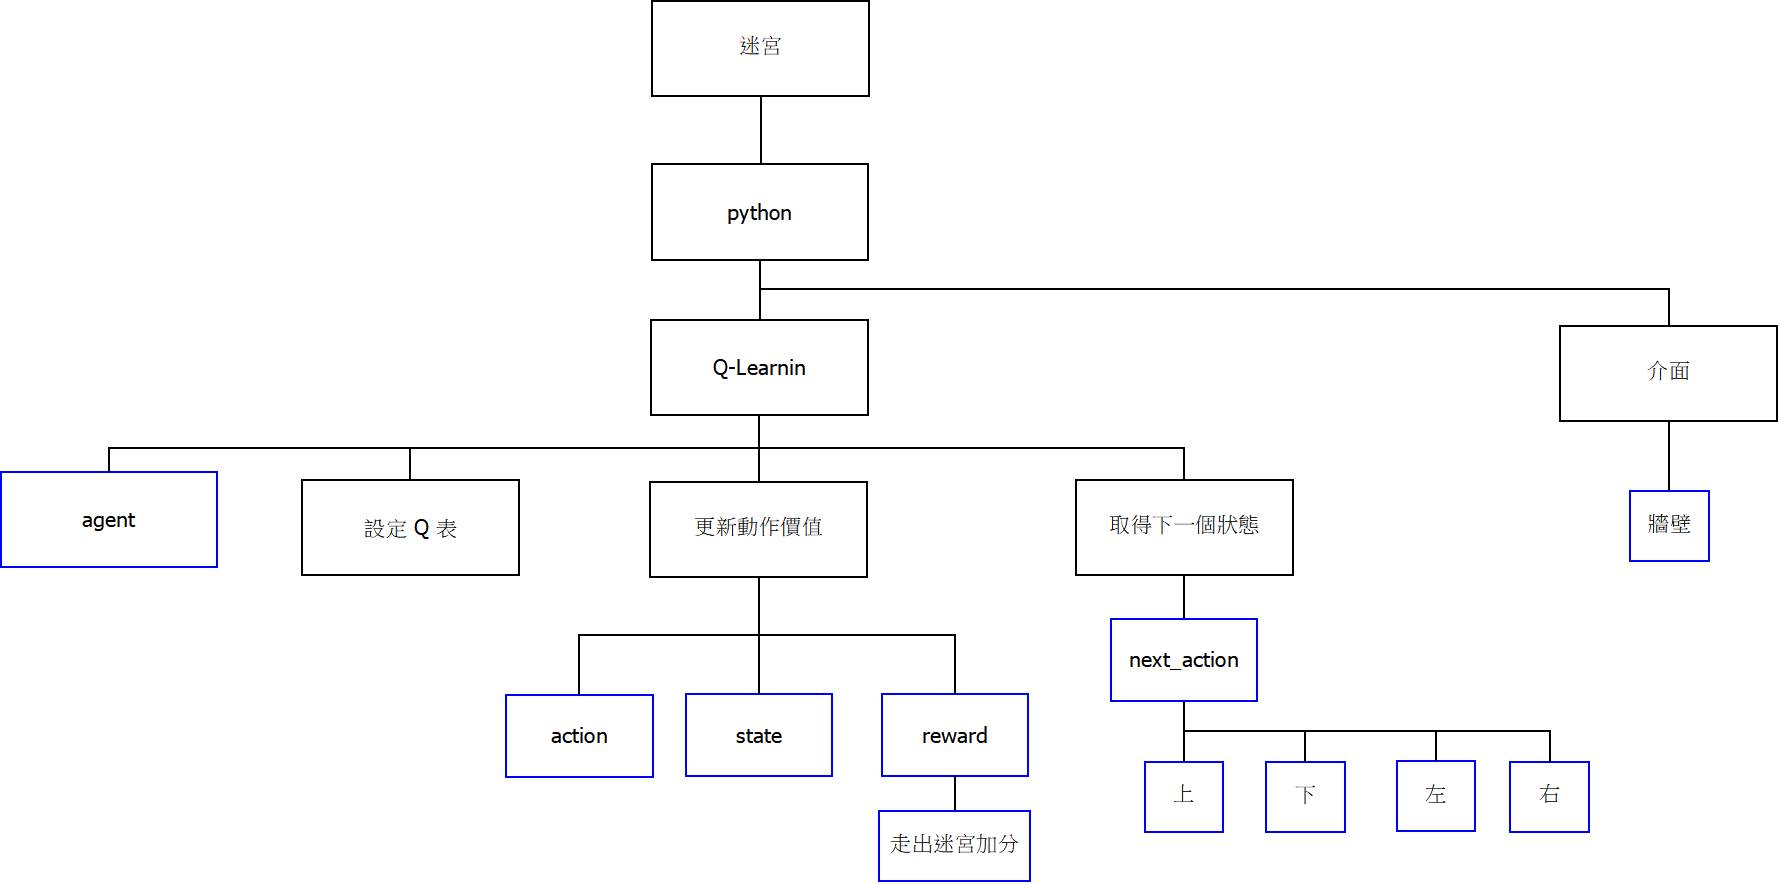 迷宮
python
Q-Learnin
介面
agent
設定 Q 表
更新動作價值
取得下一個狀態
牆壁
next_action
action
state
reward
上
下
左
右
走出迷宮加分